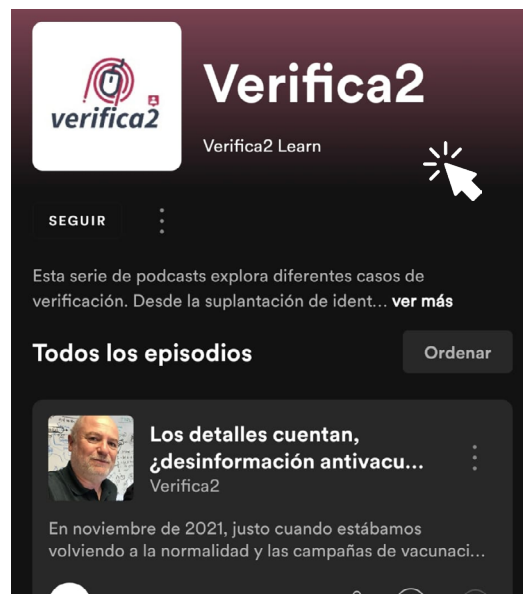 verifica2
Verifica2
Verifica2 Learn
SEGUIR
Esta serie de podcasts explora diferentes casos de
verificación. Desde la suplantación de ident... ver más
Todos los episodios
Ordenar
Los detalles cuentan,
¿desinformación antivacu...
Verifica2
En noviembre de 2021, justo cuando estábamos
volviendo a la normalidad y las campañas de vacunaci...